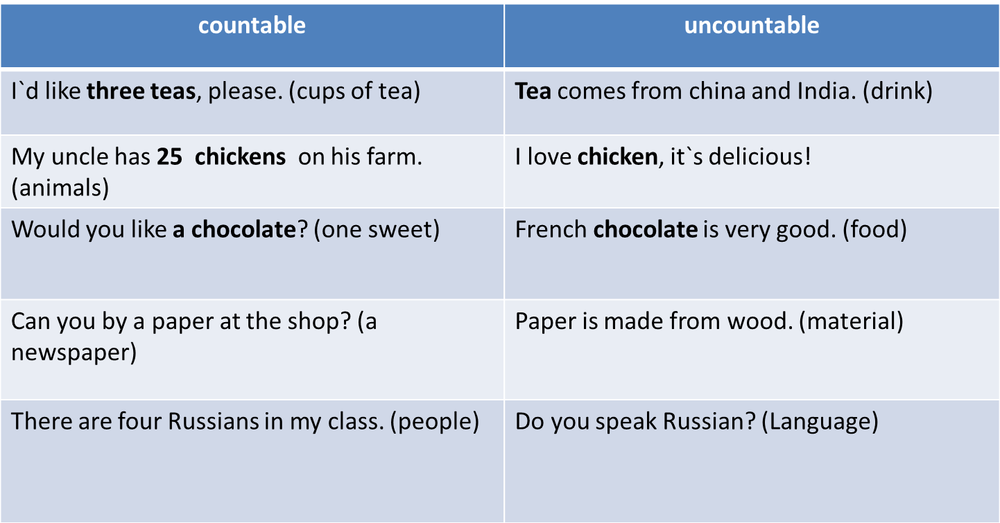 countable
uncountable
I`d like three teas, please. (cups of tea)
Tea comes from china and India. (drink)
My uncle has 25 chickens on his farm.
(animals)
I love chicken, it`s delicious!
Would you like a chocolate? (one sweet)
French chocolate is very good. (food)
Can you by a paper at the shop? (a
newspaper)
Paper is made from wood. (material)
There are four Russians in my class. (people)
Do you speak Russian? (Language)